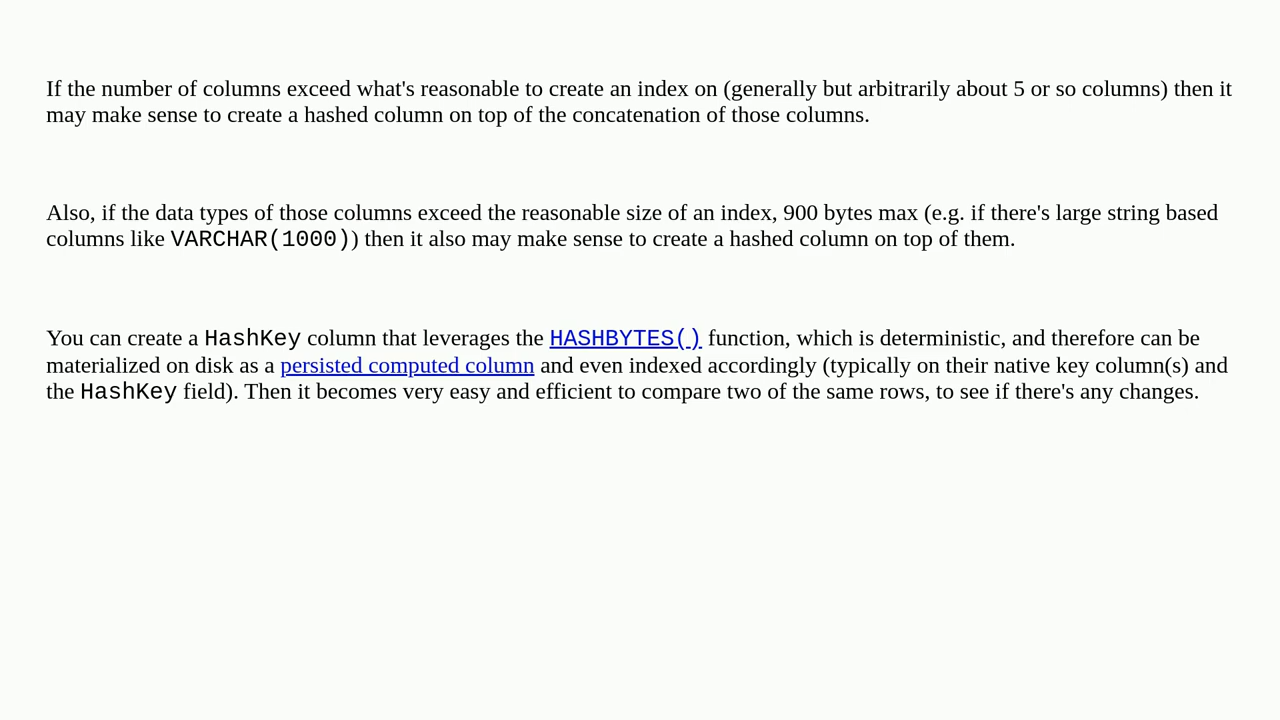 If the number of columns exceed what's reasonable to create an index on (generally but arbitrarily about 5 or so columns) then it
may make sense to create a hashed column on top of the concatenation of those columns.
Also, if the data types of those columns exceed the reasonable size of an index, 900 bytes max (e.g. if there's large string based
columns like VARCHAR(1000)) then it also may make sense to create a hashed column on top of them.
You can create a HashKey column that leverages the HASHBYTES() function, which is deterministic, and therefore can be
materialized on disk as a persisted computed column and even indexed accordingly (typically on their native key column(s) and
the HashKey field). Then it becomes very easy and efficient to compare two of the same rows, to see if there's any changes.